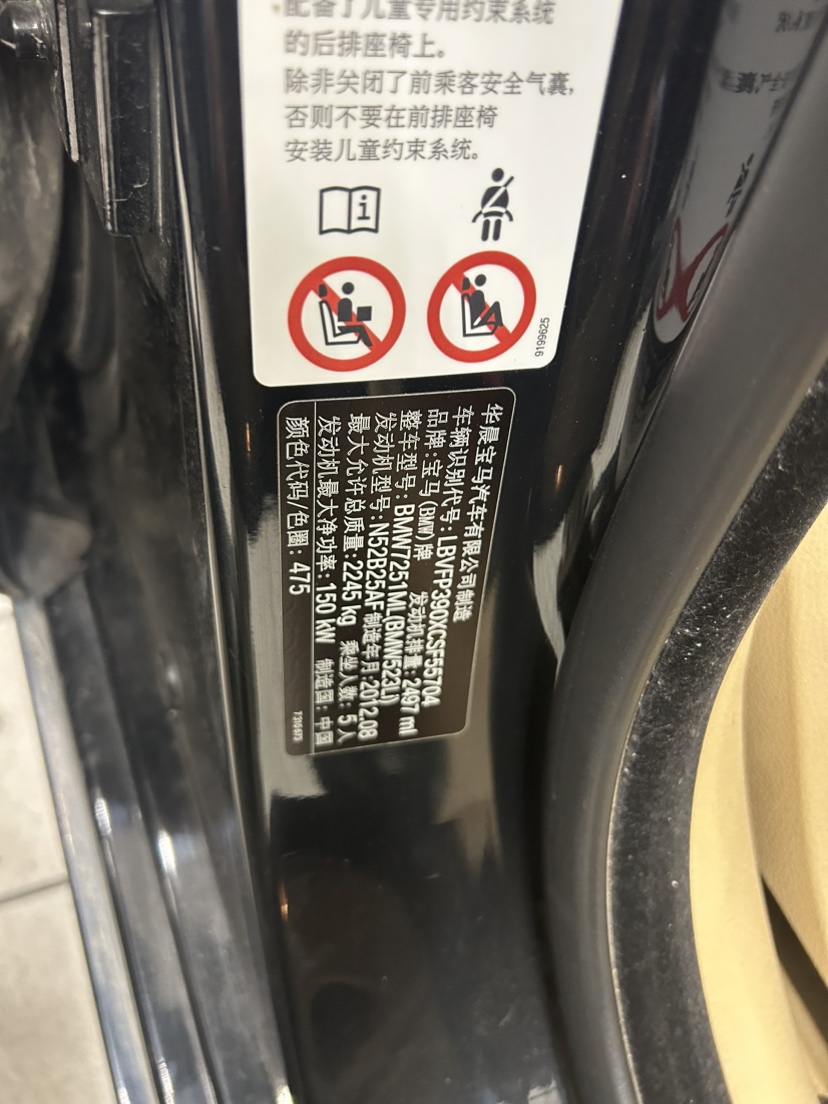 配备了儿童专用约束系统
的后排座椅上。
除非关闭了前乘客安全气囊,
否则不要在前排座椅
安装儿童约束系统。
9199625
华晨宝马汽车有限公司制造
车辆识别代号: LBVFP390XCSF55704
品牌: 宝马 (BMW) 牌 发动机排量: 2497 ml
整车型号: BMW7251ML(BMW523Li)
发动机型号: N52B25AF 制造年月: 2012.08
最大允许总质量: 2245 kg 乘坐人数: 5人
发动机最大净功率: 150 kW 制造国: 中国
颜色代码/色圈: 475